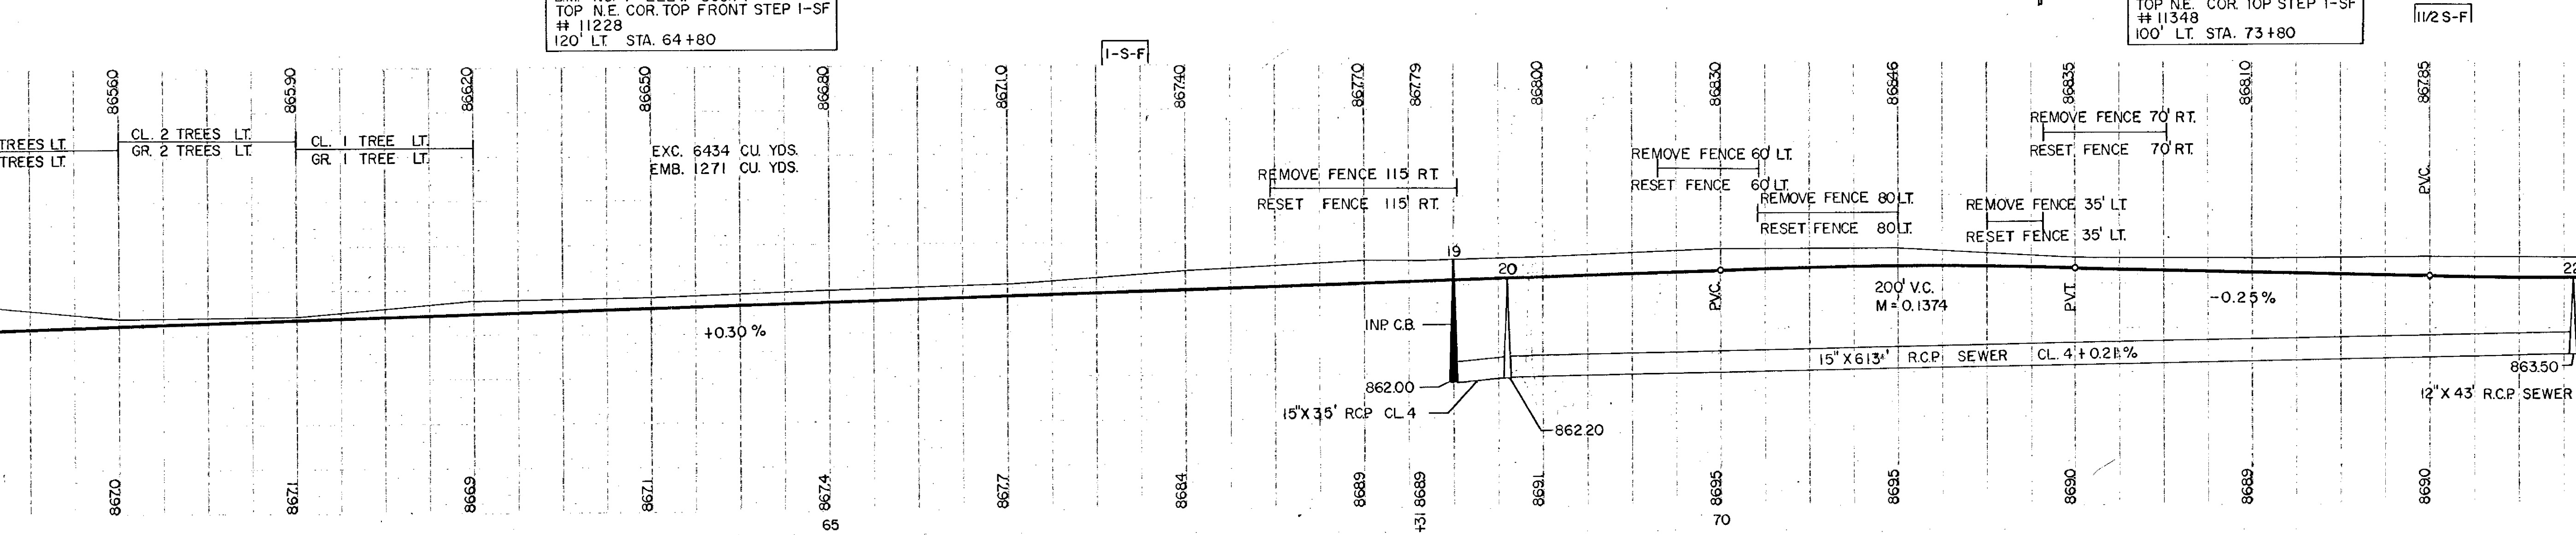 TOP N.E. COR. TOP FRONT STEP 1-SF
# 11228
120' LT. STA. 64+80
1-S-F
TOP N.E. COR. TOP STEP 1-SF
# 11348
100' LT. STA. 73+80
1 1/2 S-F
865.60
865.90
866.20
866.50
866.80
867.10
867.40
867.70
867.79
868.00
868.30
868.46
868.35
868.10
867.85
TREES LT.
TREES LT.
CL. 2 TREES LT.
GR. 2 TREES LT.
CL. 1 TREE LT.
GR. 1 TREE LT.
EXC. 6434 CU. YDS.
EMB. 1271 CU. YDS.
REMOVE FENCE 115' RT.
RESET FENCE 115' RT.
REMOVE FENCE 60' LT.
RESET FENCE 60' LT.
REMOVE FENCE 80' LT.
RESET FENCE 80' LT.
REMOVE FENCE 35' LT.
RESET FENCE 35' LT.
REMOVE FENCE 70' RT.
RESET FENCE 70' RT.
P.V.C.
19
20
22
+0.30 %
INP. C.B.
P.V.C.
200' V.C.
M = 0.1374
P.V.T.
-0.25 %
15" X 613' R.C.P. SEWER CL. 4 + 0.21 %
862.00
15" X 35' R.C.P. CL. 4
862.20
863.50
12" X 43' R.C.P. SEWER
867.0
867.1
866.9
867.1
867.4
867.7
868.4
868.9
+31 868.9
869.1
869.5
869.5
869.0
868.9
869.0
65
70